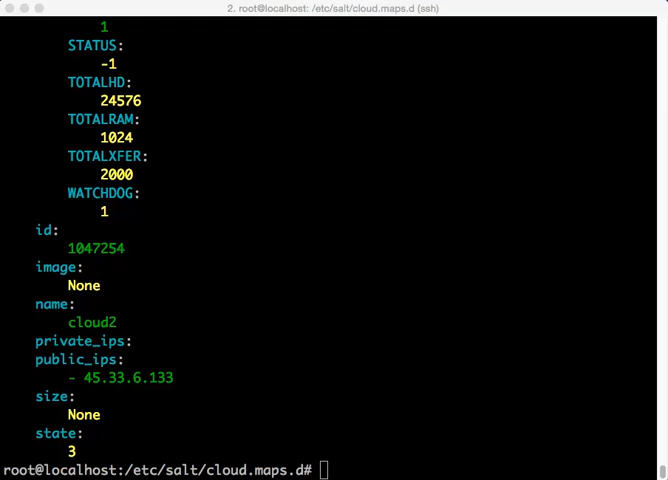 2. root@localhost: /etc/salt/cloud.maps.d (ssh)
1
STATUS:
-1
TOTALHD:
24576
TOTALRAM:
1024
TOTALXFER:
2000
WATCHDOG:
1
id:
1047254
image:
None
name:
cloud2
private_ips:
public_ips:
- 45.33.6.133
size:
None
state:
3
root@localhost:/etc/salt/cloud.maps.d#